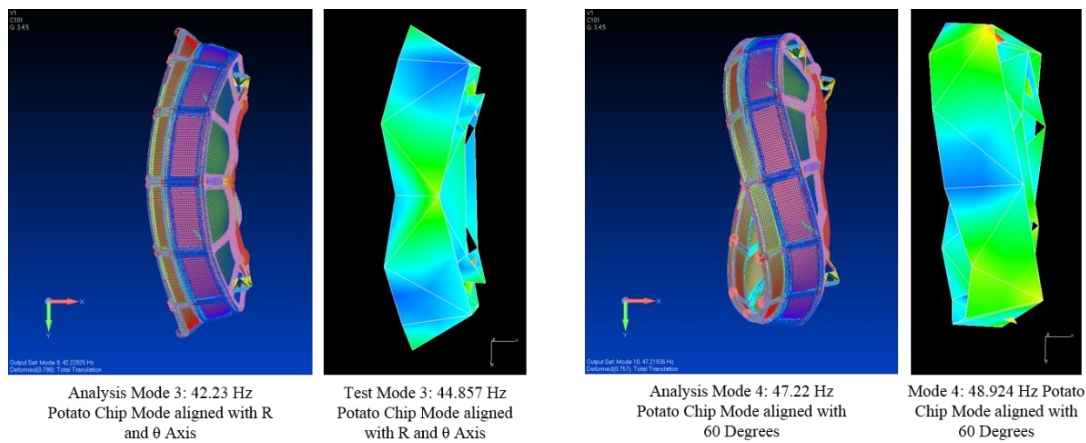 V1
C101
G: 3,4,5
X
Y
Output Set: Mode 9, 42.22825 Hz
Deformed(0.798): Total Translation
Analysis Mode 3: 42.23 Hz
Potato Chip Mode aligned with R
and θ Axis
Test Mode 3: 44.857 Hz
Potato Chip Mode aligned
with R and θ Axis
V1
C101
G: 3,4,5
X
Y
Output Set: Mode 10, 47.21936 Hz
Deformed(0.757): Total Translation
Analysis Mode 4: 47.22 Hz
Potato Chip Mode aligned with
60 Degrees
Mode 4: 48.924 Hz Potato
Chip Mode aligned with
60 Degrees